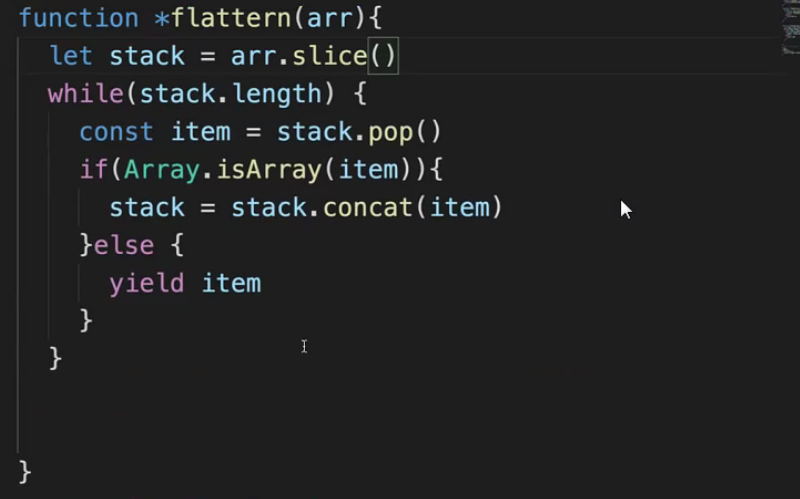 function *flattern(arr){
let stack = arr.slice()
while(stack.length) {
const item = stack.pop()
if(Array.isArray(item)){
stack = stack.concat(item)
}else {
yield item
}
}
}